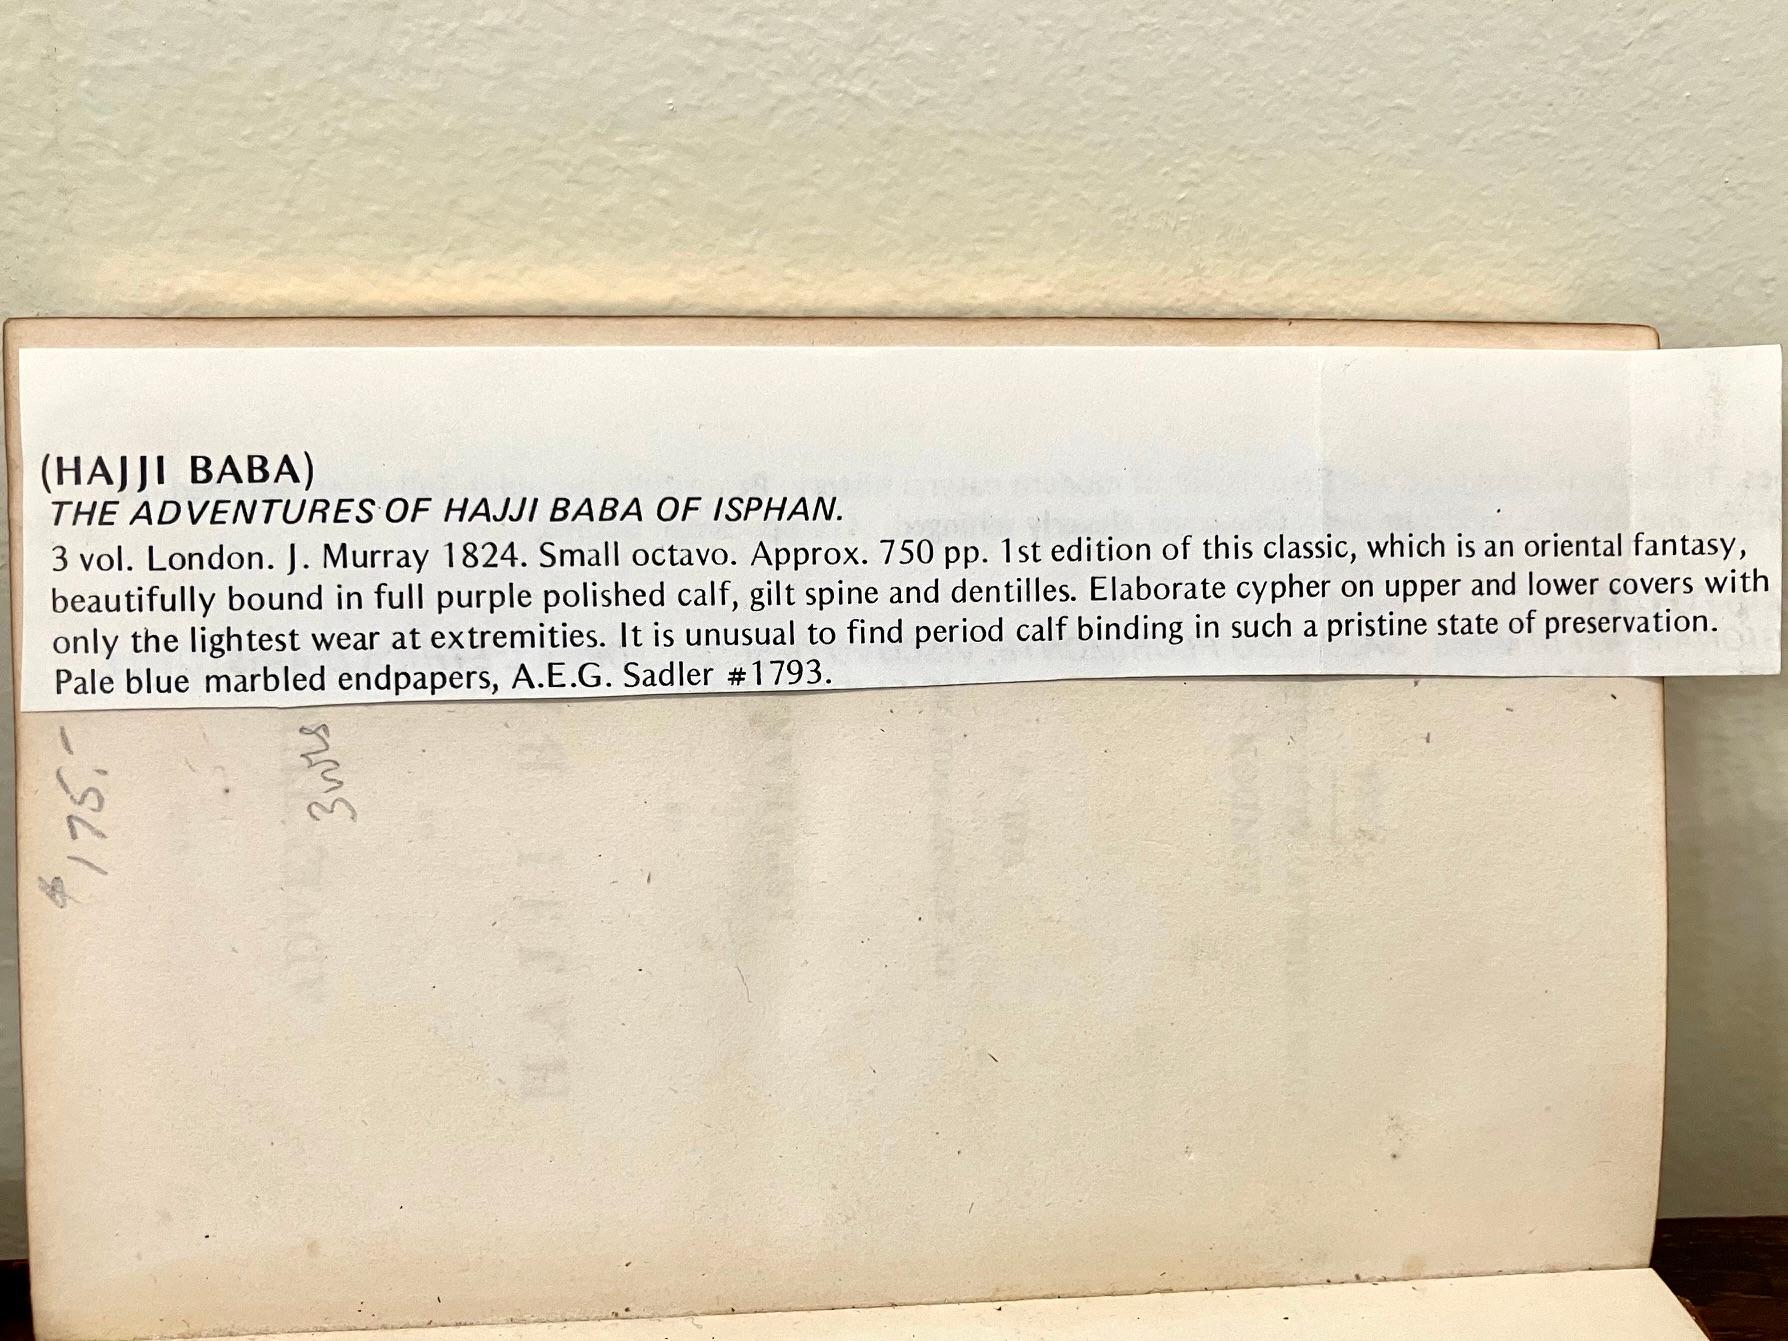 (HAJJI BABA)
THE ADVENTURES OF HAJJI BABA OF ISPHAN.
3 vol. London. J. Murray 1824. Small octavo. Approx. 750 pp. 1st edition of this classic, which is an oriental fantasy,
beautifully bound in full purple polished calf, gilt spine and dentilles. Elaborate cypher on upper and lower covers with
only the lightest wear at extremities. It is unusual to find period calf binding in such a pristine state of preservation.
Pale blue marbled endpapers, A.E.G. Sadler #1793.
$175.-
3 vols